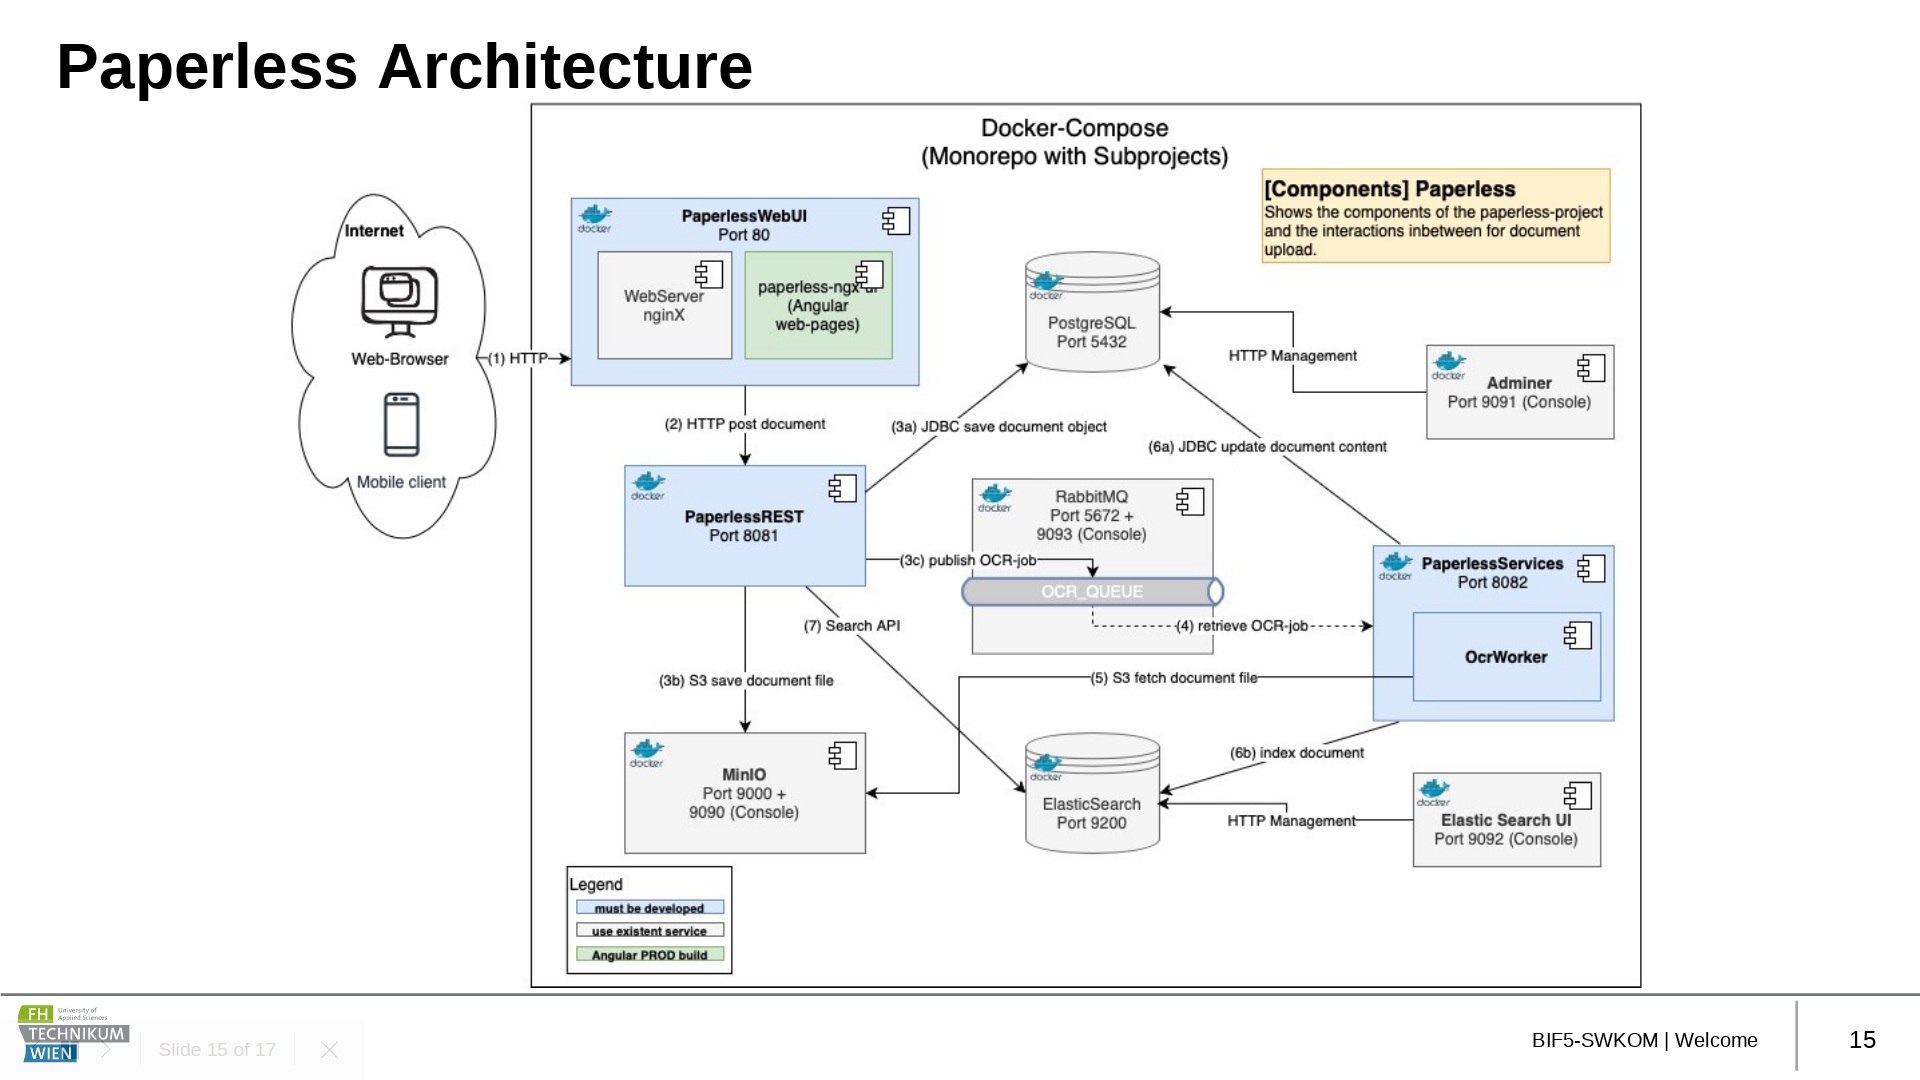 Paperless Architecture
Docker-Compose
(Monorepo with Subprojects)
[Components] Paperless
Shows the components of the paperless-project
and the interactions inbetween for document
upload.
Internet
Web-Browser
Mobile client
(1) HTTP
docker
PaperlessWebUI
Port 80
WebServer
nginX
paperless-ngx-ui
(Angular
web-pages)
docker
PostgreSQL
Port 5432
HTTP Management
docker
Adminer
Port 9091 (Console)
(2) HTTP post document
(3a) JDBC save document object
(6a) JDBC update document content
docker
PaperlessREST
Port 8081
docker
RabbitMQ
Port 5672 +
9093 (Console)
(3c) publish OCR-job
OCR_QUEUE
(4) retrieve OCR-job
docker
PaperlessServices
Port 8082
OcrWorker
(7) Search API
(3b) S3 save document file
(5) S3 fetch document file
docker
MinIO
Port 9000 +
9090 (Console)
docker
ElasticSearch
Port 9200
(6b) index document
HTTP Management
docker
Elastic Search UI
Port 9092 (Console)
Legend
must be developed
use existent service
Angular PROD build
FH
University of
Applied Sciences
TECHNIKUM
WIEN
Slide 15 of 17
BIF5-SWKOM | Welcome
15